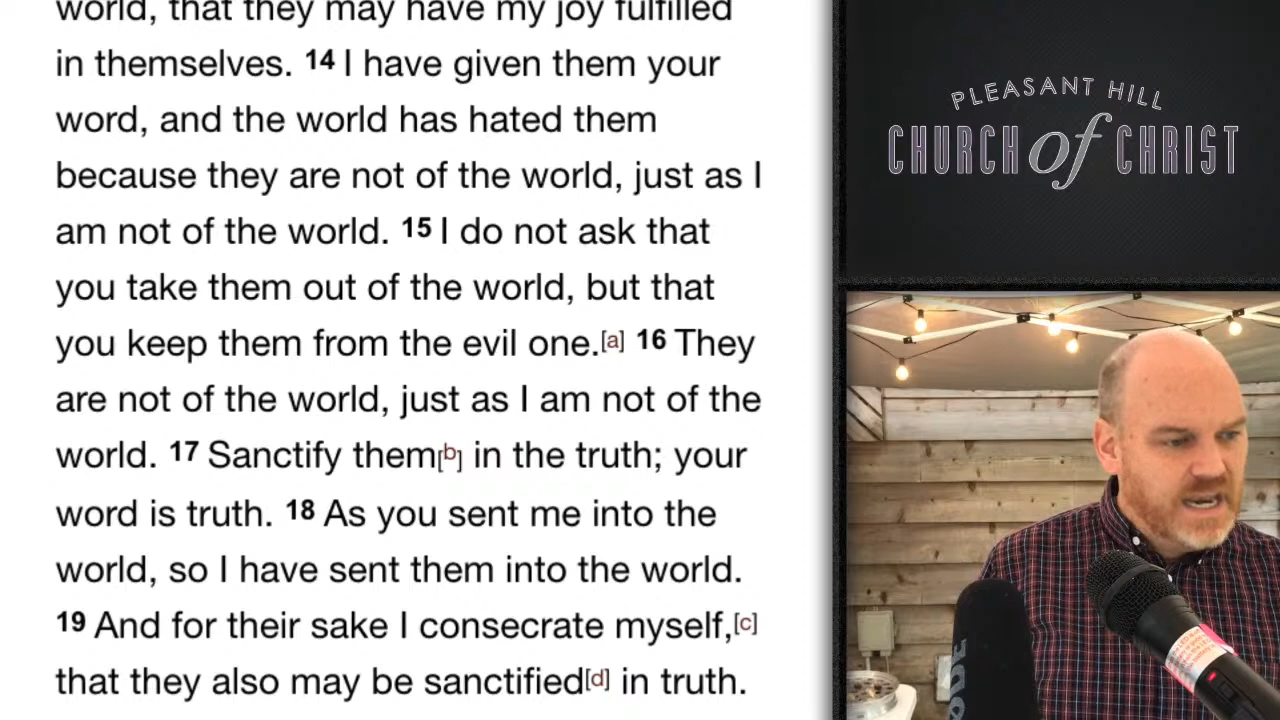 world, that they may have my joy fulfilled
in themselves. 14 I have given them your
word, and the world has hated them
because they are not of the world, just as I
am not of the world. 15 I do not ask that
you take them out of the world, but that
you keep them from the evil one.[a] 16 They
are not of the world, just as I am not of the
world. 17 Sanctify them[b] in the truth; your
word is truth. 18 As you sent me into the
world, so I have sent them into the world.
19 And for their sake I consecrate myself,[c]
that they also may be sanctified[d] in truth.
PLEASANT HILL
CHURCH of CHRIST